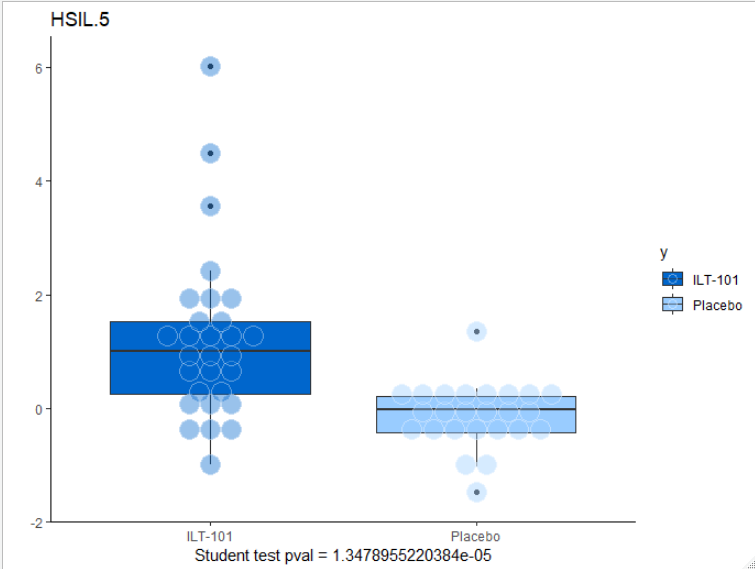 HSIL.5
6
4
2
0
-2
ILT-101
Placebo
Student test pval = 1.3478955220384e-05
y
ILT-101
Placebo